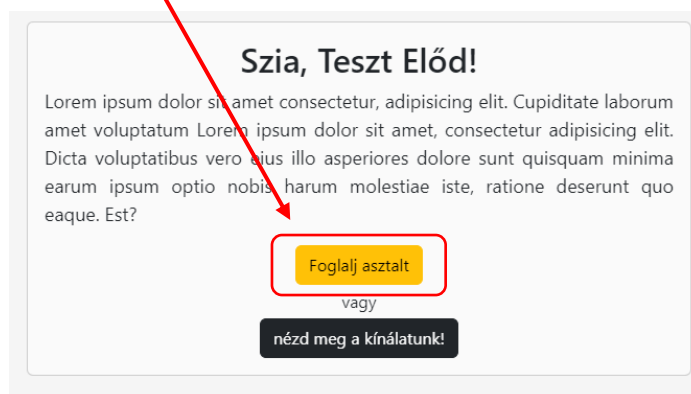 Szia, Teszt Előd!
Lorem ipsum dolor sit amet consectetur, adipisicing elit. Cupiditate laborum
amet voluptatum Lorem ipsum dolor sit amet, consectetur adipisicing elit.
Dicta voluptatibus vero eius illo asperiores dolore sunt quisquam minima
earum ipsum optio nobis harum molestiae iste, ratione deserunt quo
eaque. Est?
Foglalj asztalt
vagy
nézd meg a kínálatunk!